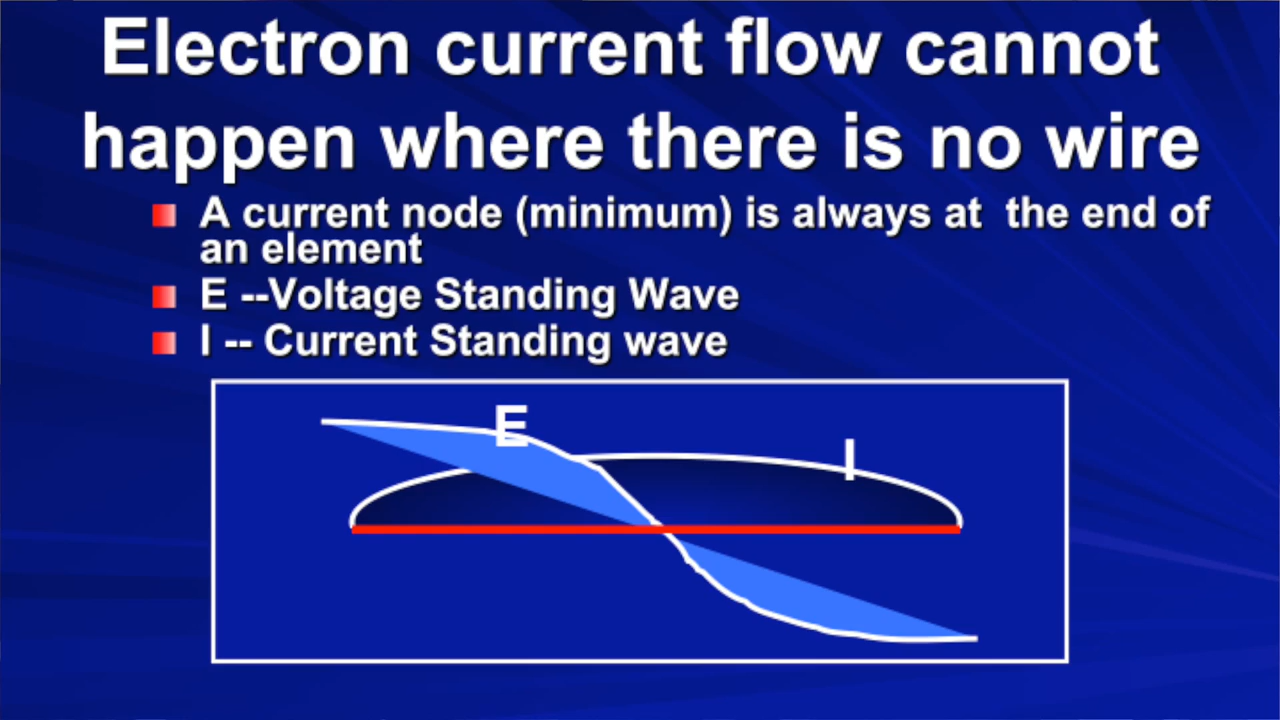 Electron current flow cannot
happen where there is no wire
A current node (minimum) is always at  the end of
an element
E --Voltage Standing Wave
I -- Current Standing wave
E
I